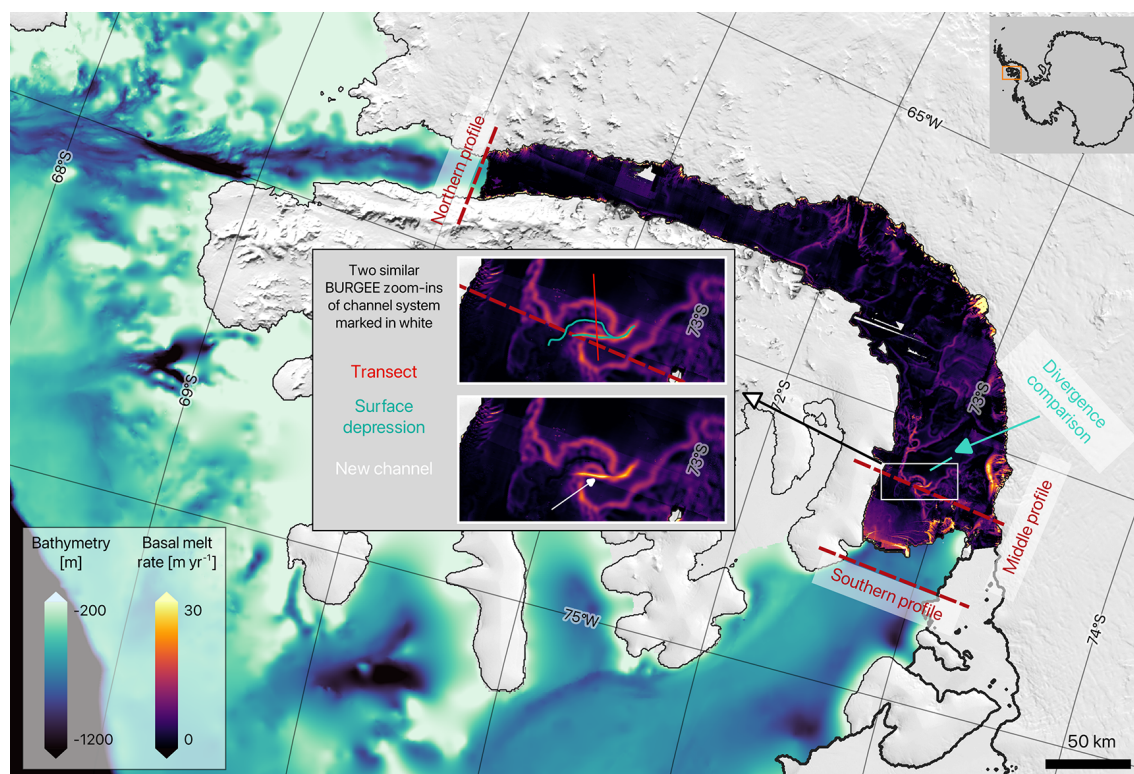 65°W
68°S
Northern profile
Two similar
BURGEE zoom-ins
of channel system
marked in white
Transect
Surface
depression
New channel
73°S
73°S
69°S
72°S
73°S
Divergence
comparison
Middle profile
Southern profile
75°W
74°S
Bathymetry
[m]
-200
-1200
Basal melt
rate [m yr⁻¹]
30
0
50 km